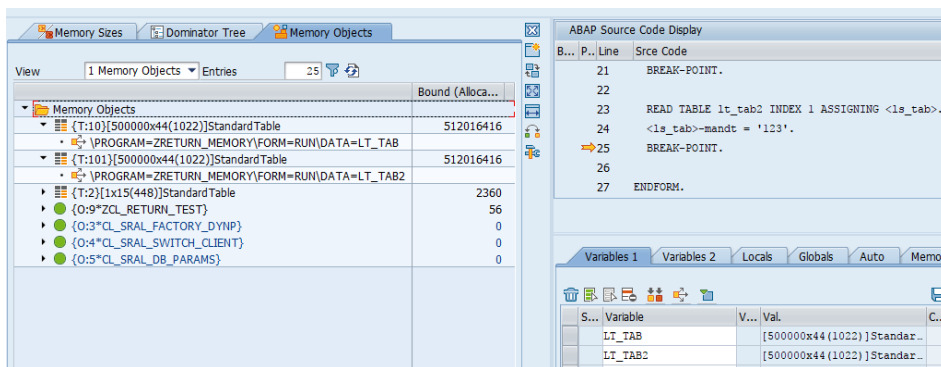 Memory Sizes Dominator Tree Memory Objects
View 1 Memory Objects Entries 25
Bound (Alloca...
Memory Objects
{T:10}[500000x44(1022)]StandardTable 512016416
\PROGRAM=ZRETURN_MEMORY\FORM=RUN\DATA=LT_TAB
{T:101}[500000x44(1022)]StandardTable 512016416
\PROGRAM=ZRETURN_MEMORY\FORM=RUN\DATA=LT_TAB2
{T:2}[1x15(448)]StandardTable 2360
{O:9*ZCL_RETURN_TEST} 56
{O:3*CL_SRAL_FACTORY_DYNP} 0
{O:4*CL_SRAL_SWITCH_CLIENT} 0
{O:5*CL_SRAL_DB_PARAMS} 0
ABAP Source Code Display
B... P.. Line Srce Code
21 BREAK-POINT.
22
23 READ TABLE lt_tab2 INDEX 1 ASSIGNING <ls_tab>.
24 <ls_tab>-mandt = '123'.
25 BREAK-POINT.
26
27 ENDFORM.
Variables 1 Variables 2 Locals Globals Auto Memo
S... Variable V... Val. C..
LT_TAB [500000x44(1022)]Standar...
LT_TAB2 [500000x44(1022)]Standar...